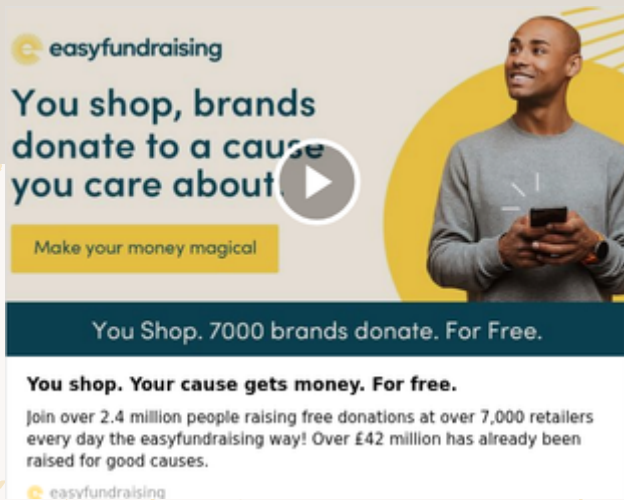 easyfundraising
You shop, brands
donate to a cause
you care about.
Make your money magical
You Shop. 7000 brands donate. For Free.
You shop. Your cause gets money. For free.
Join over 2.4 million people raising free donations at over 7,000 retailers
every day the easyfundraising way! Over £42 million has already been
raised for good causes.
easyfundraising